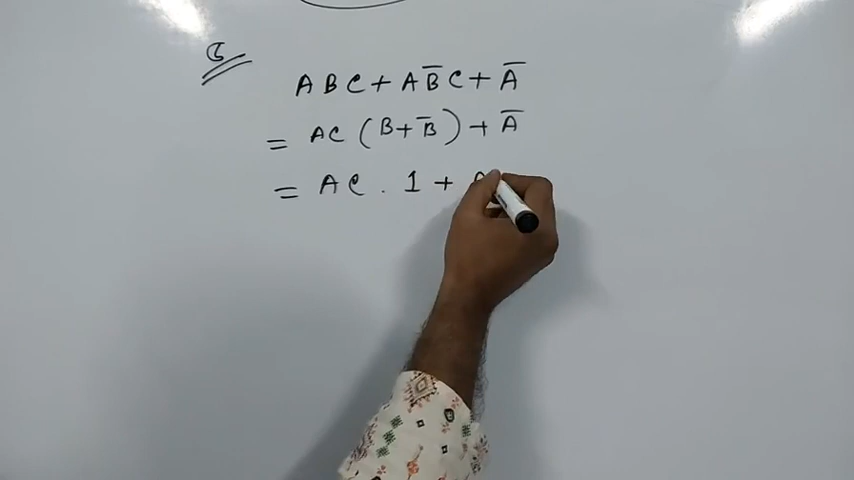 Q
ABC + AB̅C + A̅
= AC (B + B̅) + A̅
= AC . 1 +